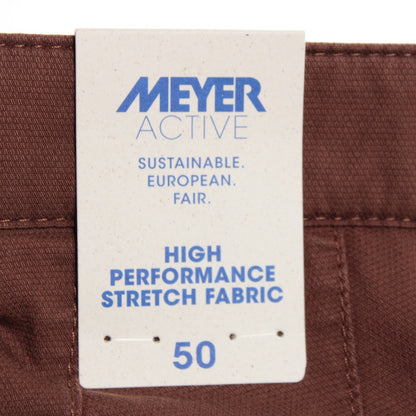 MEYER
ACTIVE
SUSTAINABLE.
EUROPEAN.
FAIR.
HIGH
PERFORMANCE
STRETCH FABRIC
50